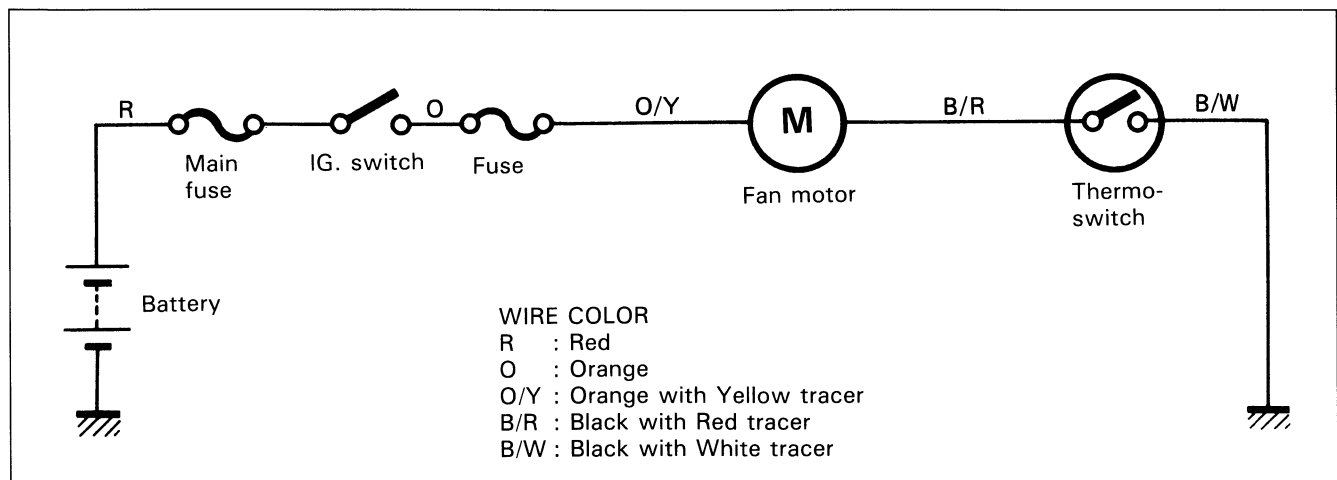 R
O
O/Y
B/R
B/W
M
Main
fuse
IG. switch
Fuse
Fan motor
Thermo-
switch
Battery
WIRE COLOR
R : Red
O : Orange
O/Y : Orange with Yellow tracer
B/R : Black with Red tracer
B/W : Black with White tracer